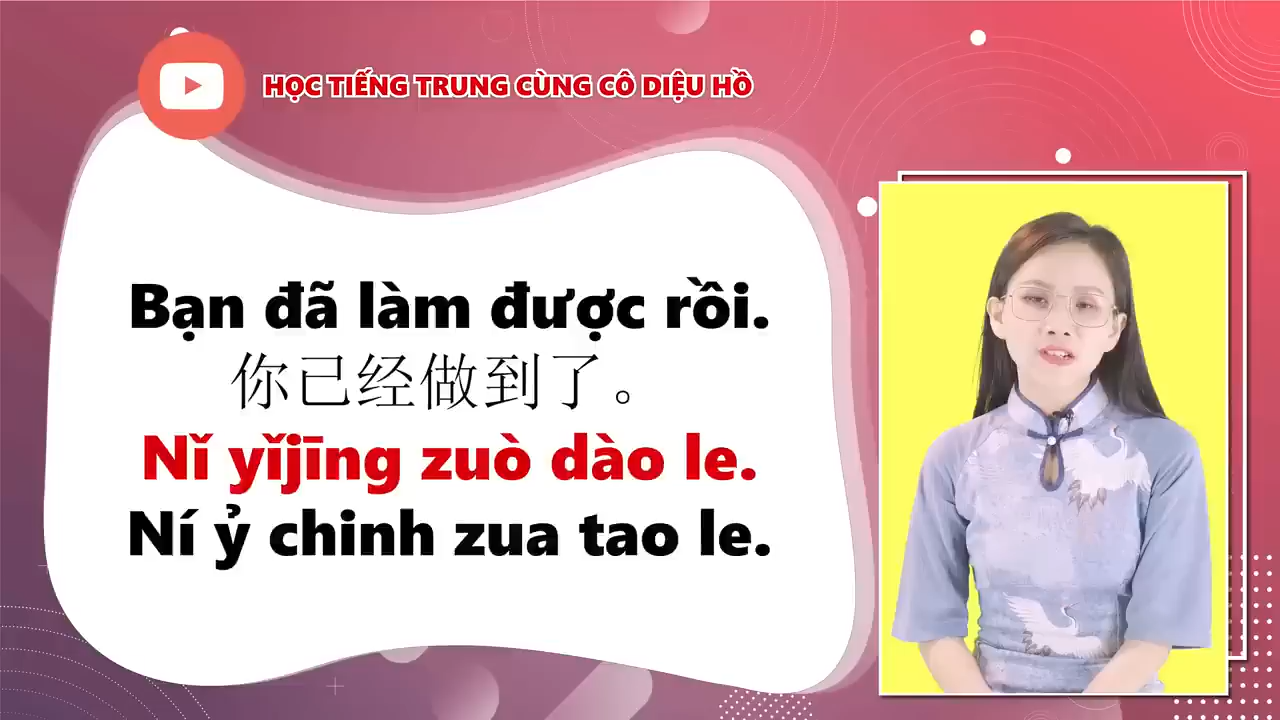 HỌC TIẾNG TRUNG CÙNG CÔ DIỆU HỒ
Bạn đã làm được rồi.
你已经做到了。
Nǐ yǐjīng zuò dào le.
Ní ỷ chinh zua tao le.